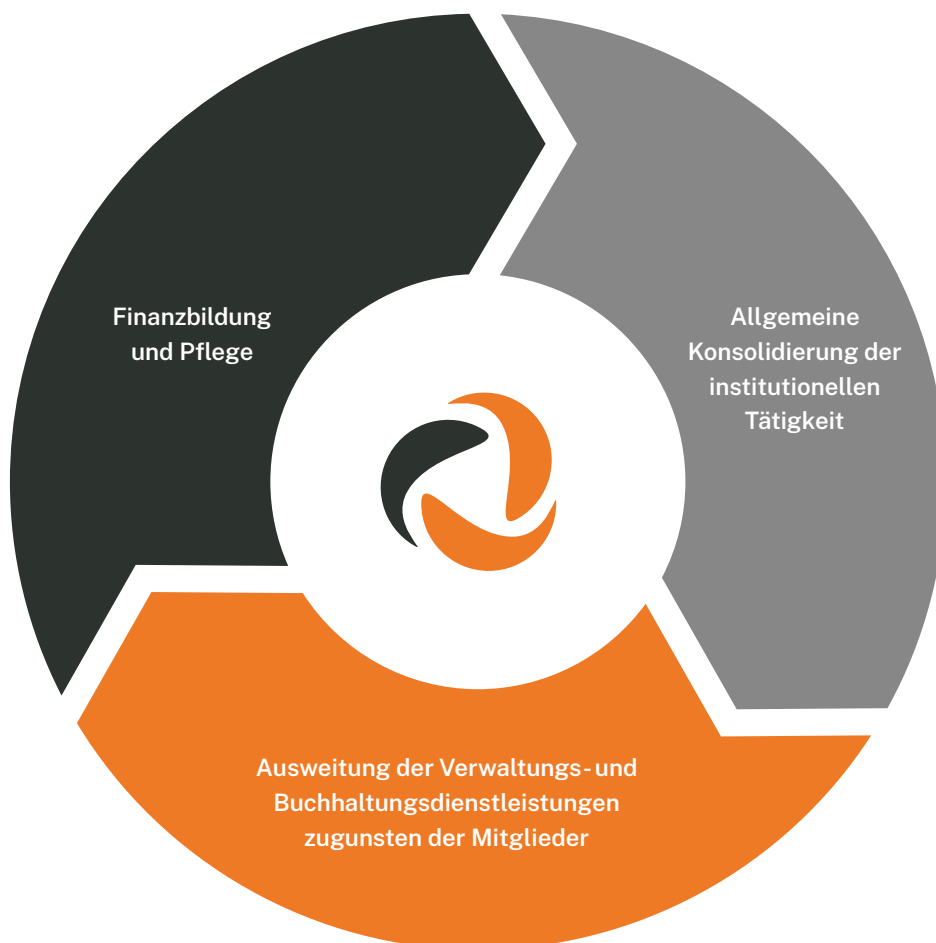 Finanzbildung
und Pflege
Allgemeine
Konsolidierung der
institutionellen
Tätigkeit
Ausweitung der Verwaltungs- und
Buchhaltungsdienstleistungen
zugunsten der Mitglieder